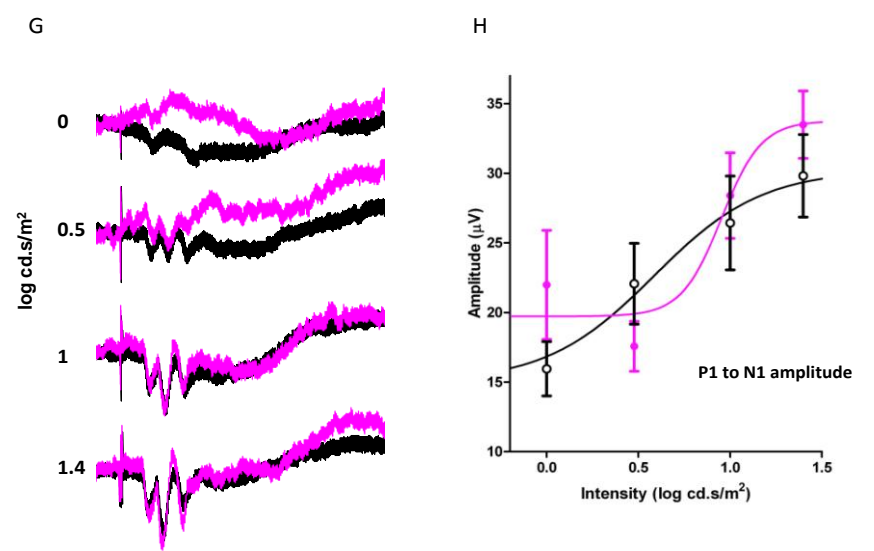 G
H
log cd.s/m²
0
0.5
1
1.4
Amplitude (µV)
35
30
25
20
15
10
P1 to N1 amplitude
0.0
0.5
1.0
1.5
Intensity (log cd.s/m²)